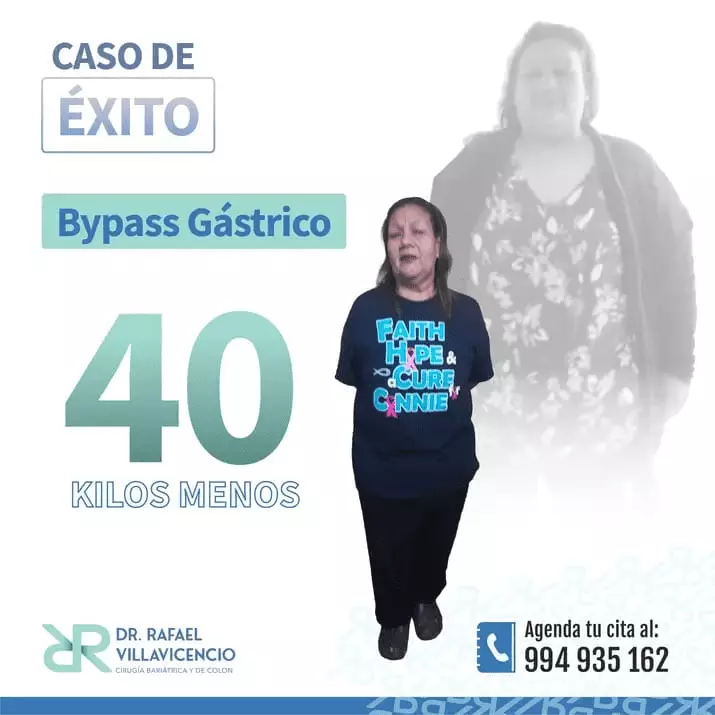 CASO DE
ÉXITO
Bypass Gástrico
40
KILOS MENOS
FAITH
HOPE &
a CURE
for
CONNIE
DR. RAFAEL
VILLAVICENCIO
CIRUGÍA BARIÁTRICA Y DE COLON
Agenda tu cita al:
994 935 162